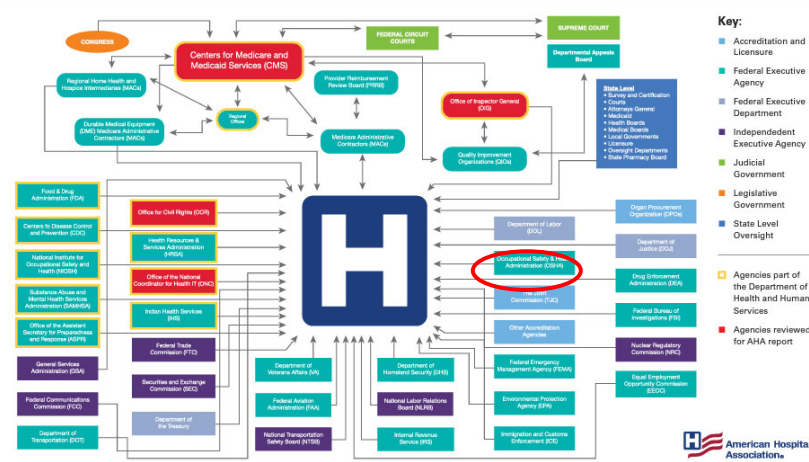 CONGRESS
Centers for Medicare and
Medicaid Services (CMS)
FEDERAL CIRCUIT
COURTS
SUPREME COURT
Departmental Appeals
Board
Regional Home Health and
Hospice Intermediaries (MACs)
Provider Reimbursement
Review Board (PRRB)
Regional
Offices
Office of Inspector General
(OIG)
Durable Medical Equipment
(DME) Medicare Administrative
Contractors (MACs)
Medicare Administrative
Contractors (MACs)
Quality Improvement
Organizations (QIOs)
State Level
• Survey and Certification
• Courts
• Attorneys General
• Medicaid
• Health Boards
• Medical Boards
• Local Governments
• Licensure
• Oversight Departments
• State Pharmacy Board
Food & Drug
Administration (FDA)
Centers to Disease Control
and Prevention (CDC)
National Institute for
Occupational Safety and
Health (NIOSH)
Substance Abuse and
Mental Health Services
Administration (SAMHSA)
Office of the Assistant
Secretary for Preparedness
and Response (ASPR)
General Services
Administration (GSA)
Federal Communications
Commission (FCC)
Department of
Transportation (DOT)
Office for Civil Rights (OCR)
Health Resources &
Services Administration
(HRSA)
Office of the National
Coordinator for Health IT (ONC)
Indian Health Services
(IHS)
Federal Trade
Commission (FTC)
Securities and Exchange
Commission (SEC)
Department of
the Treasury
H
Department of
Veterans Affairs (VA)
Federal Aviation
Administration (FAA)
National Transportation
Safety Board (NTSB)
Department of
Homeland Security (DHS)
National Labor Relations
Board (NLRB)
Internal Revenue
Service (IRS)
Department of Labor
(DOL)
Occupational Safety &
Administration (OSHA)
Commission (TJC)
Other Accreditation
Agencies
Federal Emergency
Management Agency (FEMA)
Environmental Protection
Agency (EPA)
Immigration and Customs
Enforcement (ICE)
Organ Procurement
Organization (OPOs)
Department of
Justice (DOJ)
Drug Enforcement
Administration (DEA)
Federal Bureau of
Investigations (FBI)
Nuclear Regulatory
Commission (NRC)
Equal Employment
Opportunity Commission
(EEOC)
Key:
Accreditation and
Licensure
Federal Executive
Agency
Federal Executive
Department
Independedent
Executive Agency
Judicial
Government
Legislative
Government
State Level
Oversight
Agencies part of
the Department of
Health and Human
Services
Agencies reviewed
for AHA report
H
American Hospita
Association®